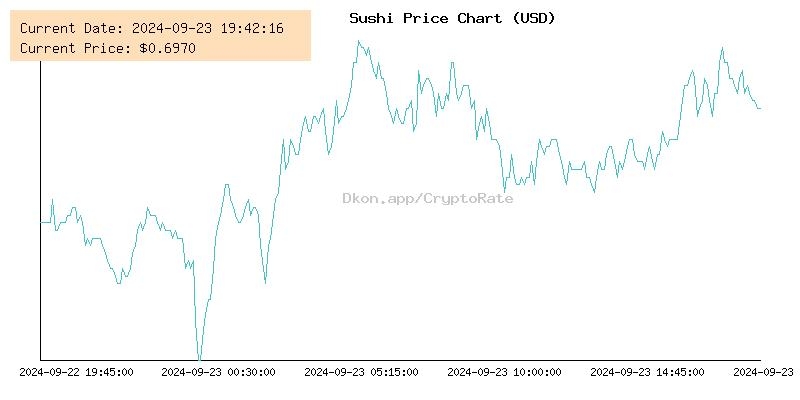 Sushi Price Chart (USD)
Current Date: 2024-09-23 19:42:16
Current Price: $0.6970
Dkon.app/CryptoRate
2024-09-22 19:45:00 2024-09-23 00:30:00 2024-09-23 05:15:00 2024-09-23 10:00:00 2024-09-23 14:45:00 2024-09-23